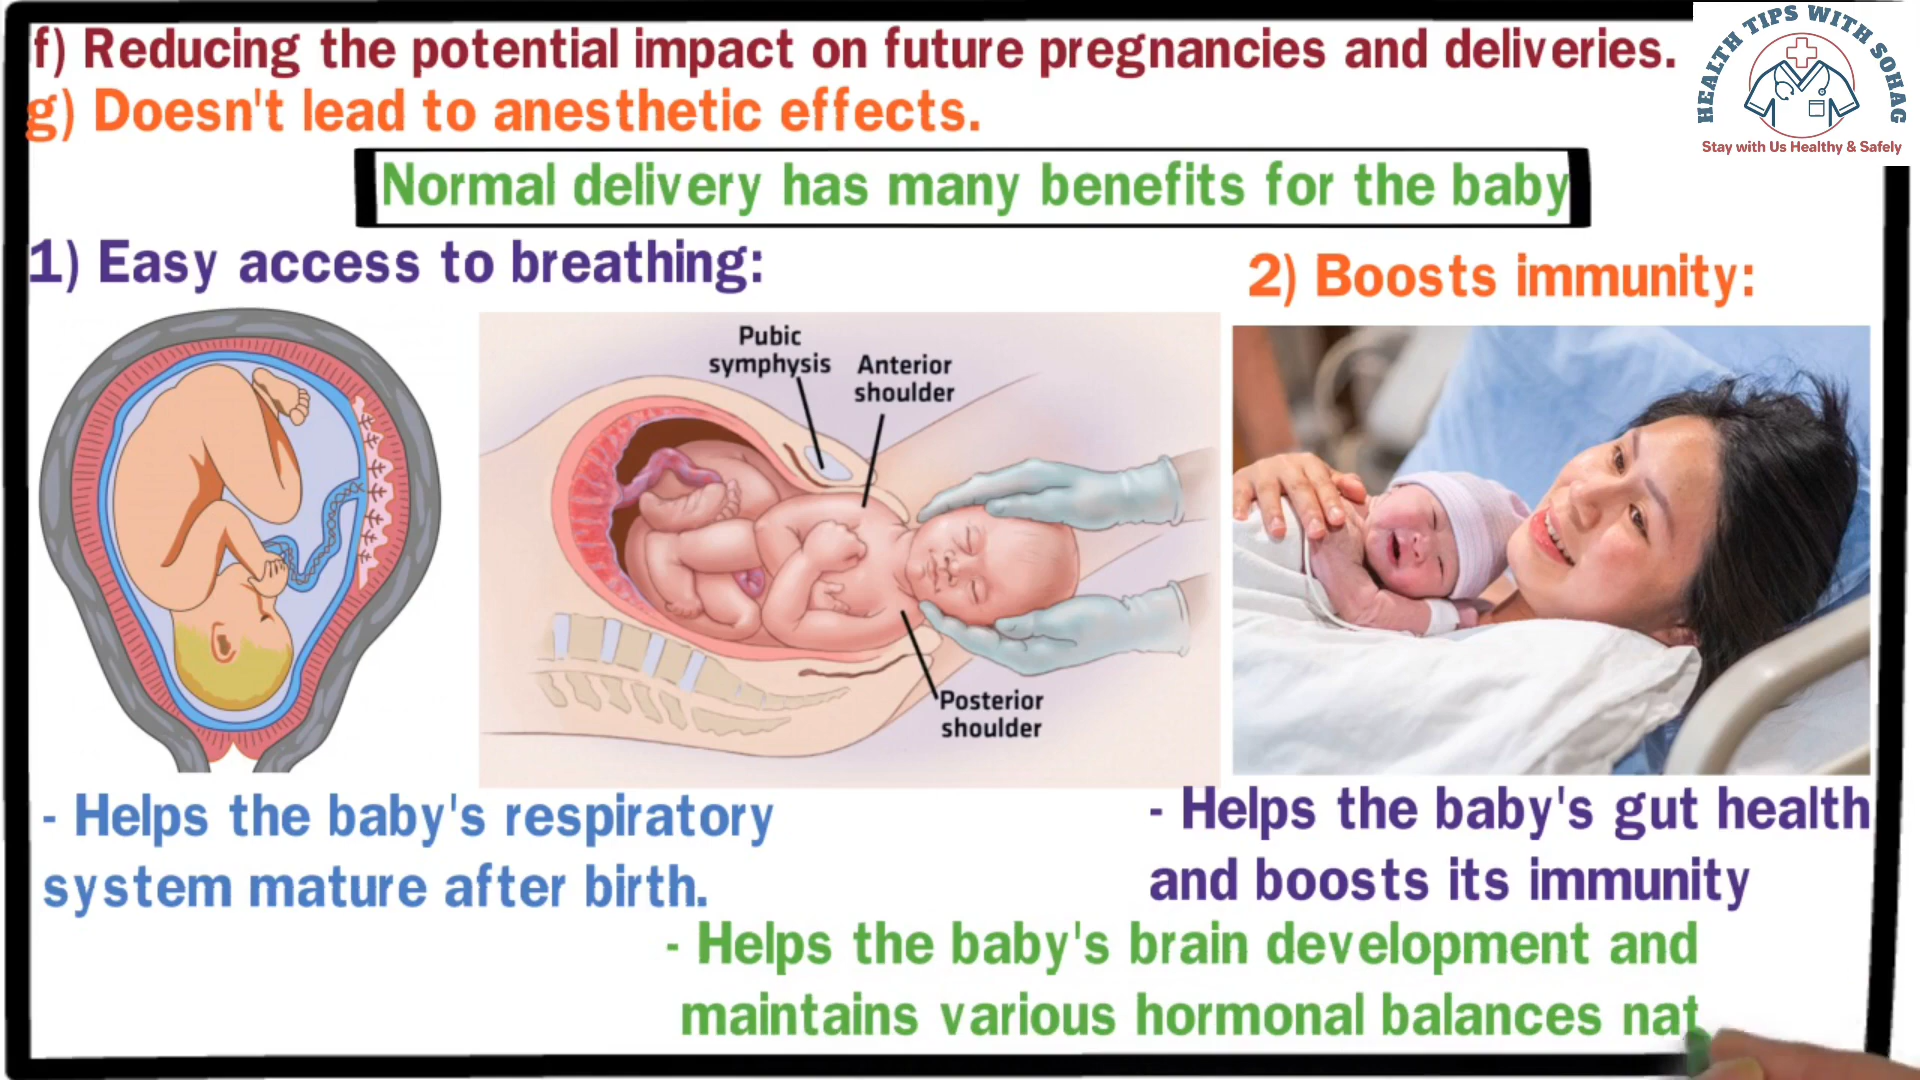 f) Reducing the potential impact on future pregnancies and deliveries.
g) Doesn't lead to anesthetic effects.
HEALTH TIPS WITH SOHAG
Stay with Us Healthy & Safely
Normal delivery has many benefits for the baby
1) Easy access to breathing:
2) Boosts immunity:
Pubic
symphysis
Anterior
shoulder
Posterior
shoulder
- Helps the baby's respiratory
system mature after birth.
- Helps the baby's gut health
and boosts its immunity
- Helps the baby's brain development and
maintains various hormonal balances nat